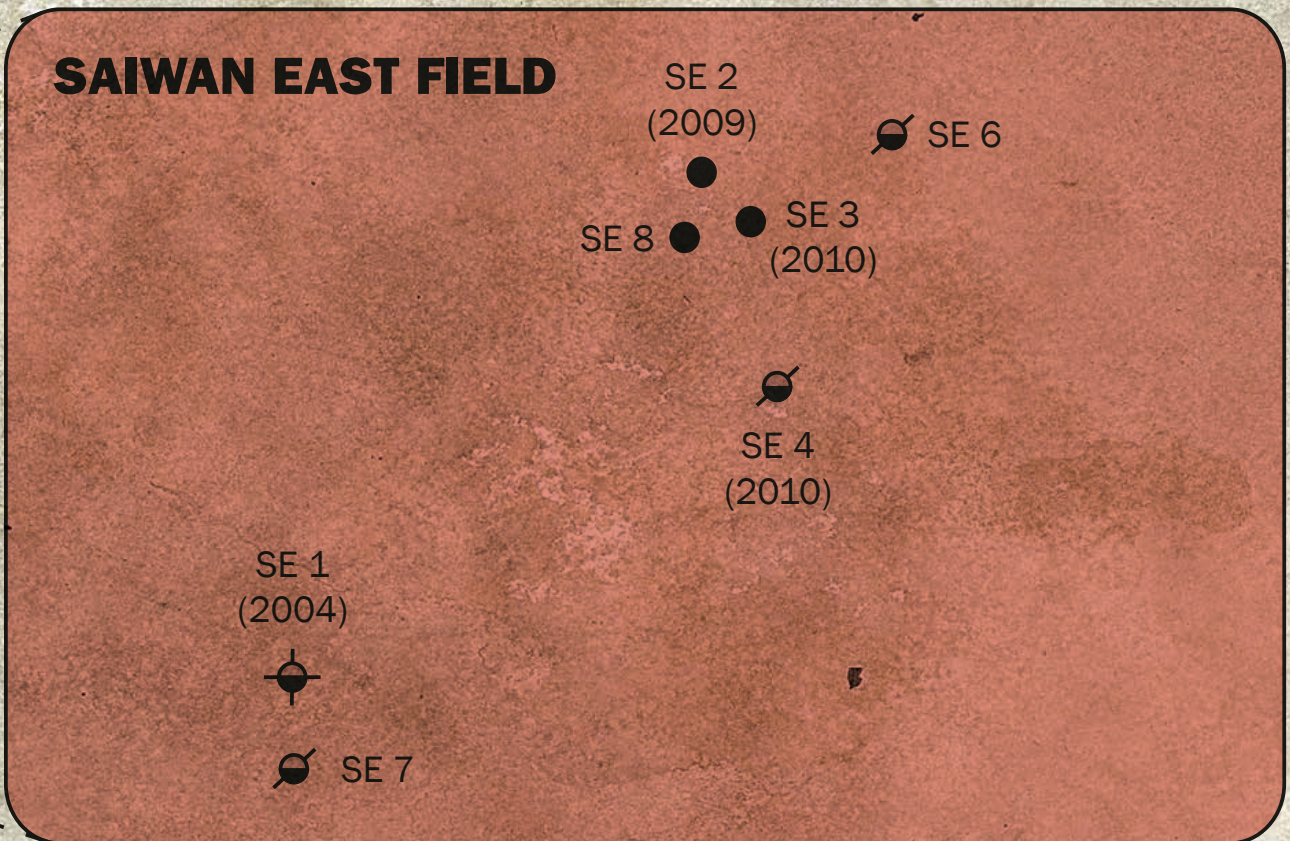 SAIWAN EAST FIELD
SE 2
(2009)
SE 6
SE 3
(2010)
SE 8
SE 4
(2010)
SE 1
(2004)
SE 7